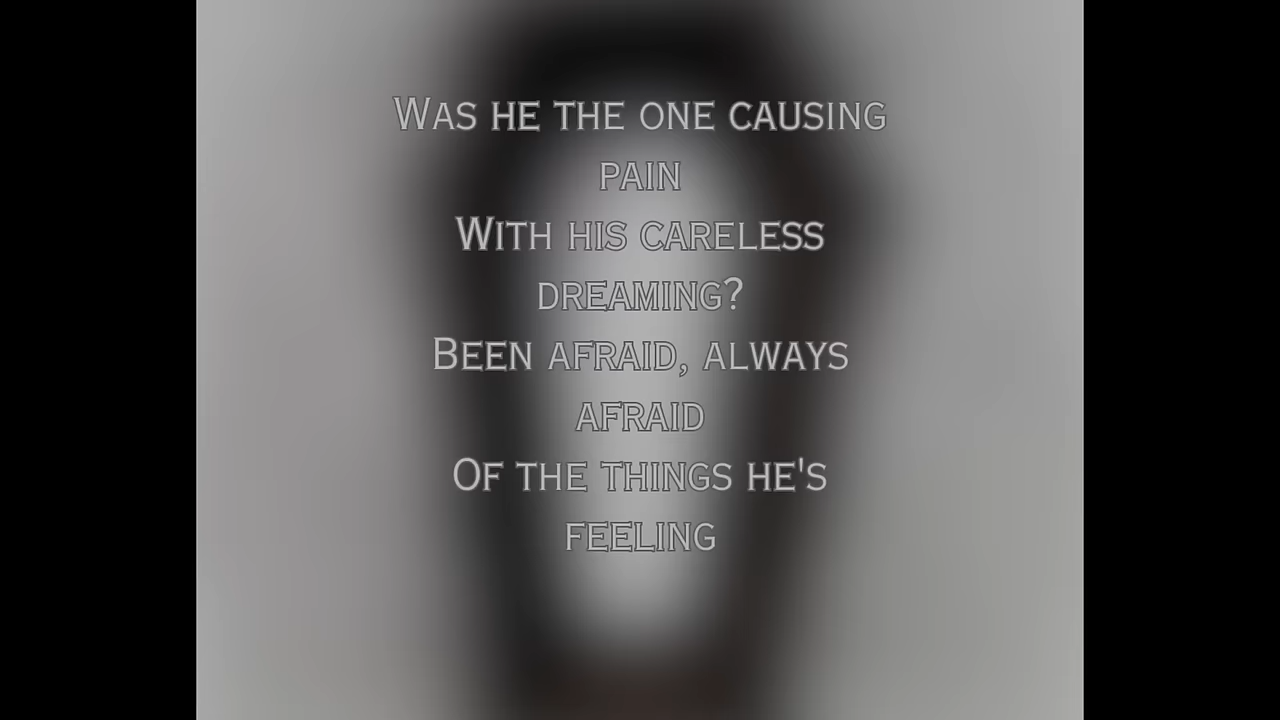 Was he the one causing
pain
With his careless
dreaming?
Been afraid, always
afraid
Of the things he's
feeling